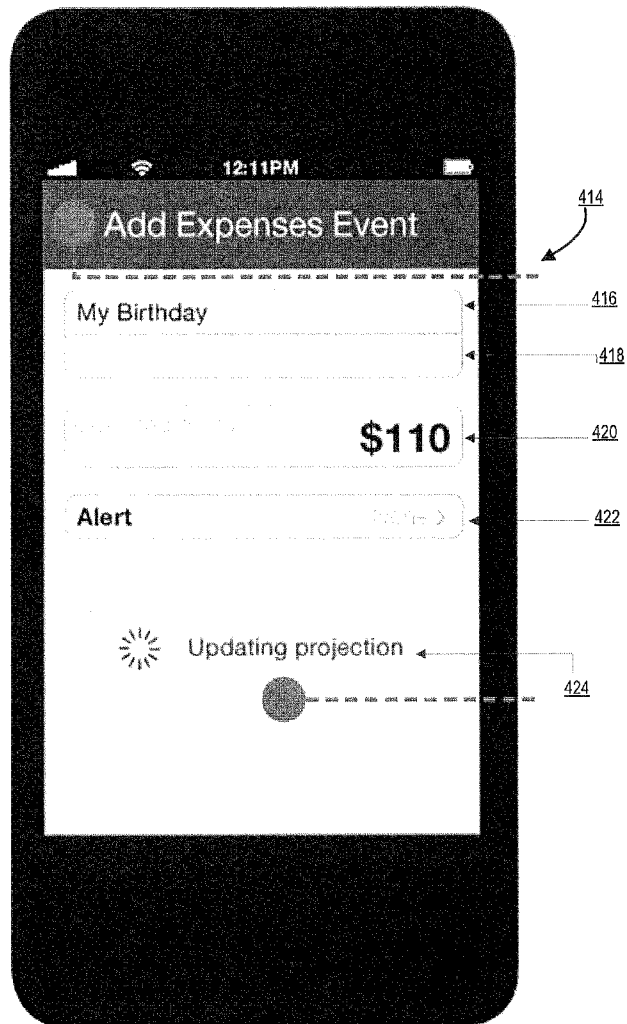 12:11PM
Add Expenses Event
414
My Birthday
416
418
$110
420
Alert
422
Updating projection
424